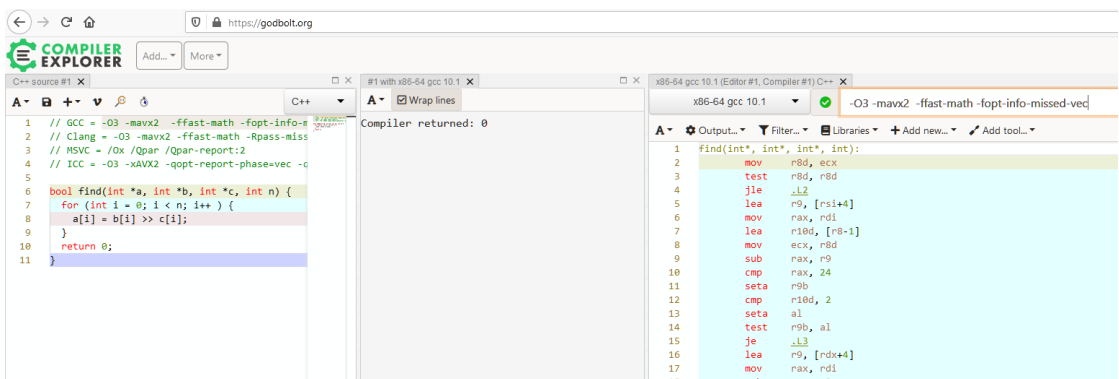 https://godbolt.org
COMPILER
EXPLORER
Add...
More
C++ source #1 X
A
C++
1 // GCC = -O3 -mavx2 -ffast-math -fopt-info-m
2 // Clang = -O3 -mavx2 -ffast-math -Rpass-miss
3 // MSVC = /Ox /Qpar /Qpar-report:2
4 // ICC = -O3 -xAVX2 -qopt-report-phase=vec -q
5
6 bool find(int *a, int *b, int *c, int n) {
7 for (int i = 0; i < n; i++ ) {
8 a[i] = b[i] >> c[i];
9 }
10 return 0;
11 }
#1 with x86-64 gcc 10.1 X
A Wrap lines
Compiler returned: 0
x86-64 gcc 10.1 (Editor #1, Compiler #1) C++ X
x86-64 gcc 10.1
-O3 -mavx2 -ffast-math -fopt-info-missed-vec
A Output... Filter... Libraries + Add new... Add tool...
1 find(int*, int*, int*, int):
2 mov r8d, ecx
3 test r8d, r8d
4 jle .L2
5 lea r9, [rsi+4]
6 mov rax, rdi
7 lea r10d, [r8-1]
8 mov ecx, r8d
9 sub rax, r9
10 cmp rax, 24
11 seta r9b
12 cmp r10d, 2
13 seta al
14 test r9b, al
15 je .L3
16 lea r9, [rdx+4]
17 mov rax, rdi